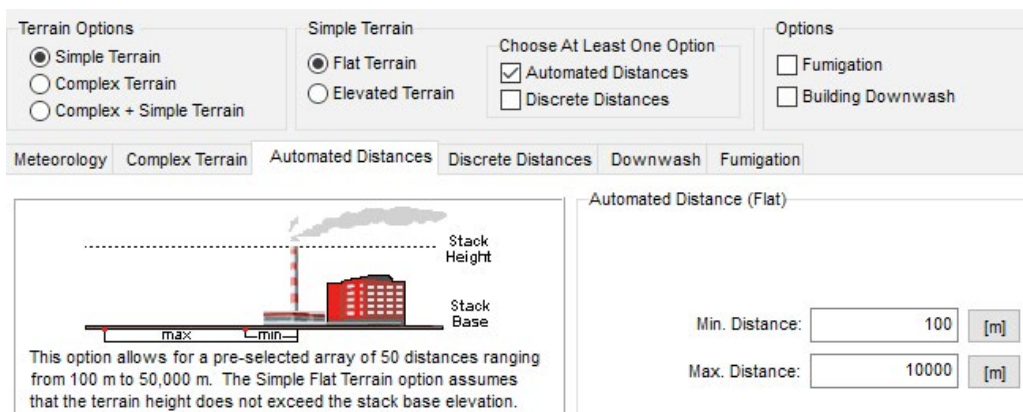 Terrain Options
Simple Terrain
Complex Terrain
Complex + Simple Terrain
Simple Terrain
Flat Terrain
Elevated Terrain
Choose At Least One Option
Automated Distances
Discrete Distances
Options
Fumigation
Building Downwash
Meteorology Complex Terrain Automated Distances Discrete Distances Downwash Fumigation
Stack
Height
Stack
Base
max min
This option allows for a pre-selected array of 50 distances ranging
from 100 m to 50,000 m. The Simple Flat Terrain option assumes
that the terrain height does not exceed the stack base elevation.
Automated Distance (Flat)
Min. Distance: 100 [m]
Max. Distance: 10000 [m]